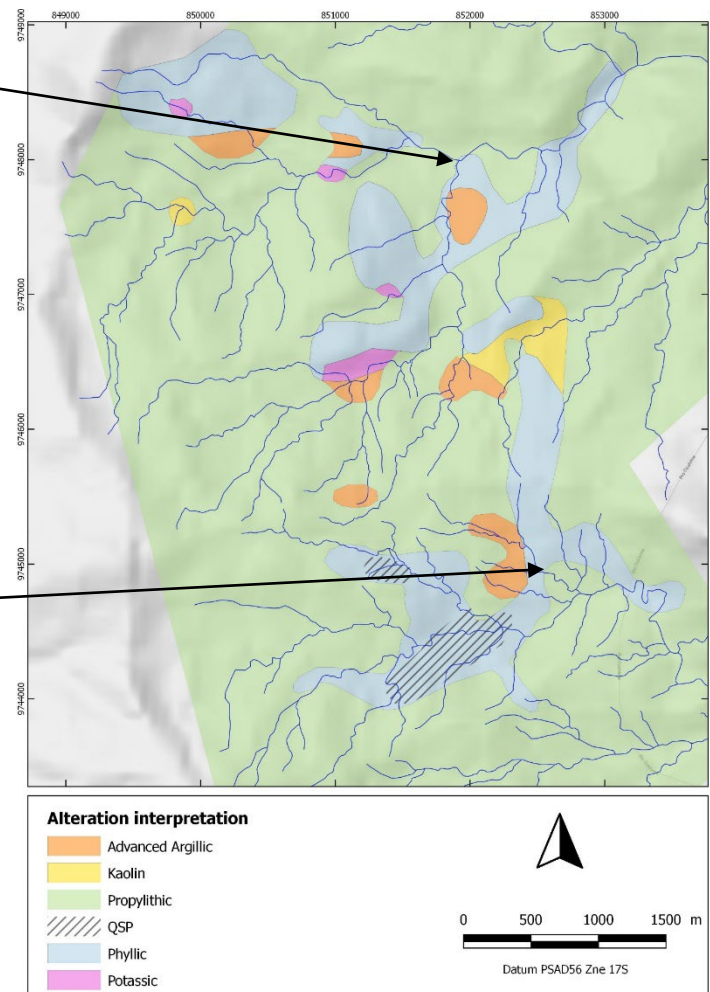 849000
850000
851000
852000
853000
9749000
9748000
9747000
9746000
9745000
9744000
Alteration interpretation
Advanced Argillic
Kaolin
Propylithic
QSP
Phyllic
Potassic
0 500 1000 1500 m
Datum PSAD56 Zne 17S